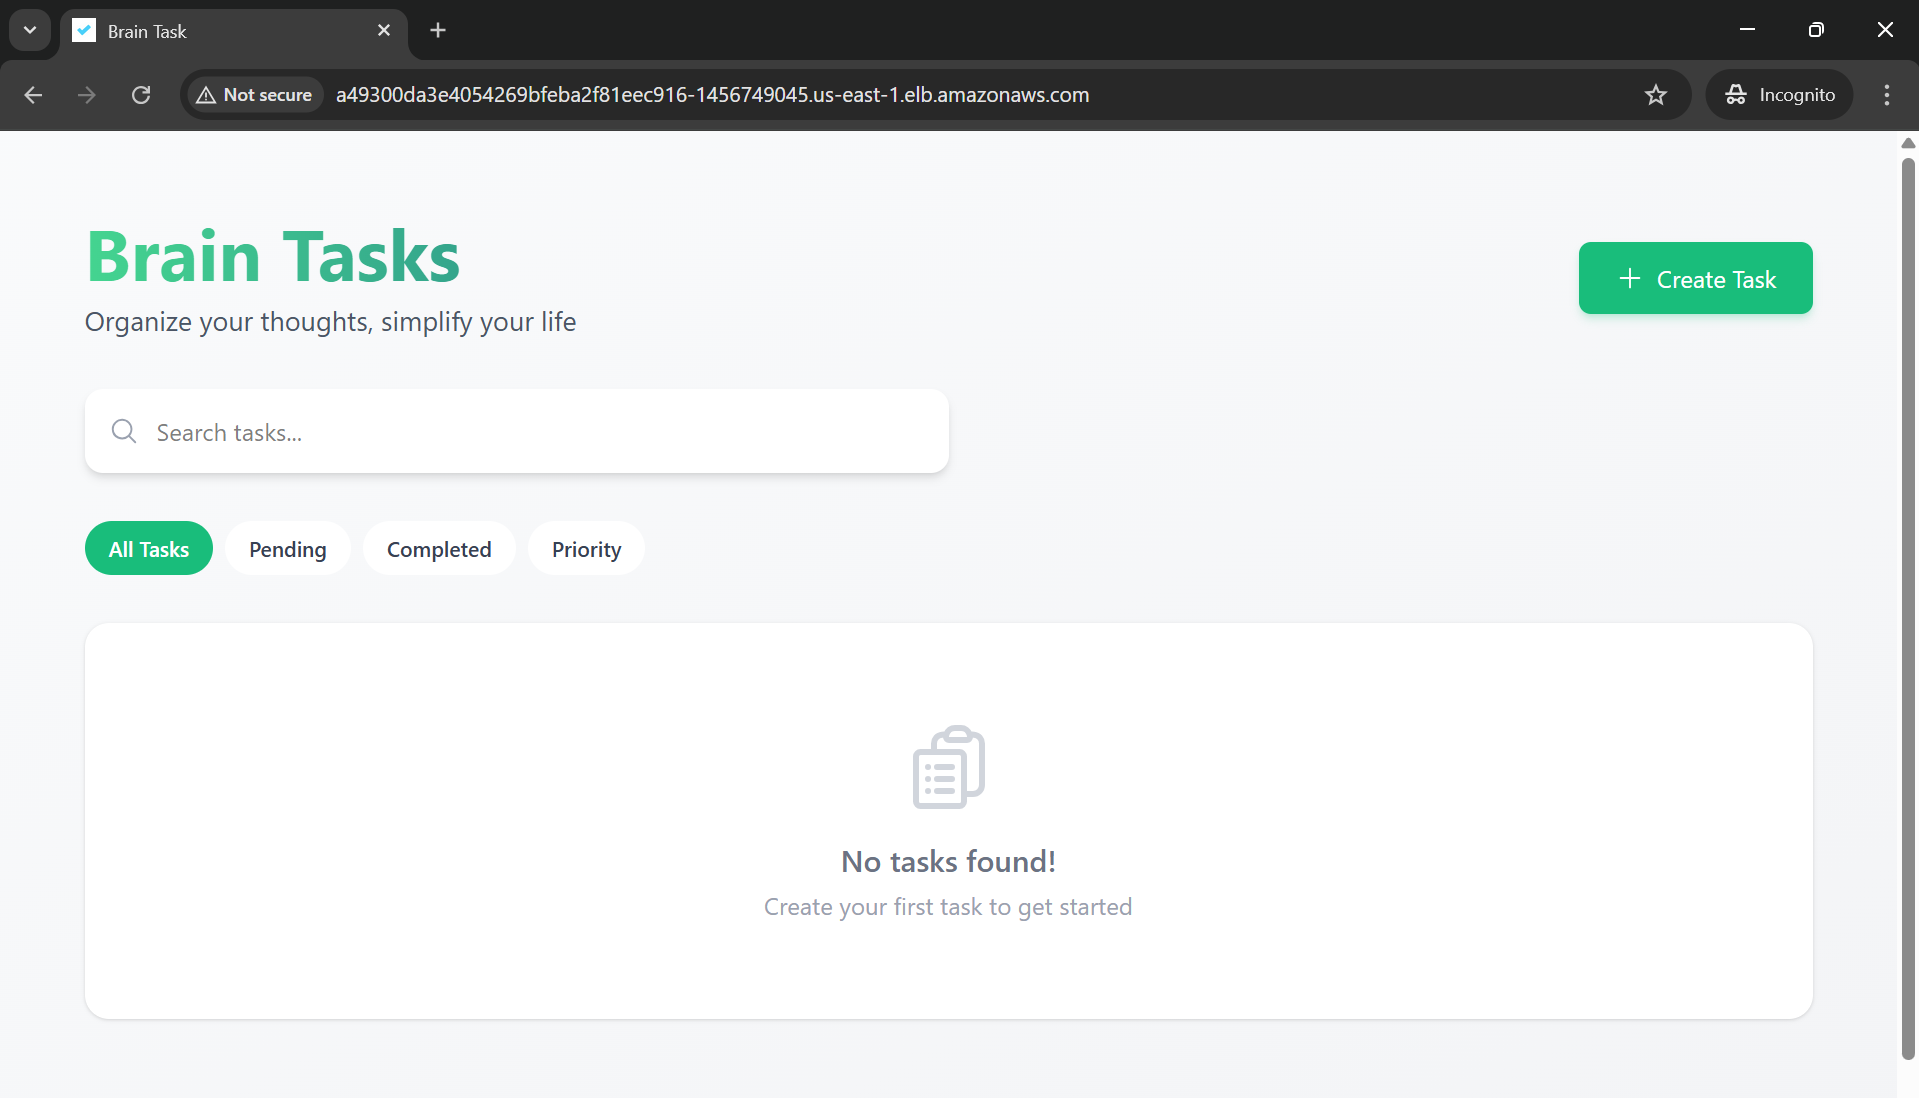 Brain Task
Not secure
a49300da3e4054269bfeba2f81eec916-1456749045.us-east-1.elb.amazonaws.com
Incognito
Brain Tasks
Create Task
Organize your thoughts, simplify your life
Search tasks...
All Tasks
Pending
Completed
Priority
No tasks found!
Create your first task to get started